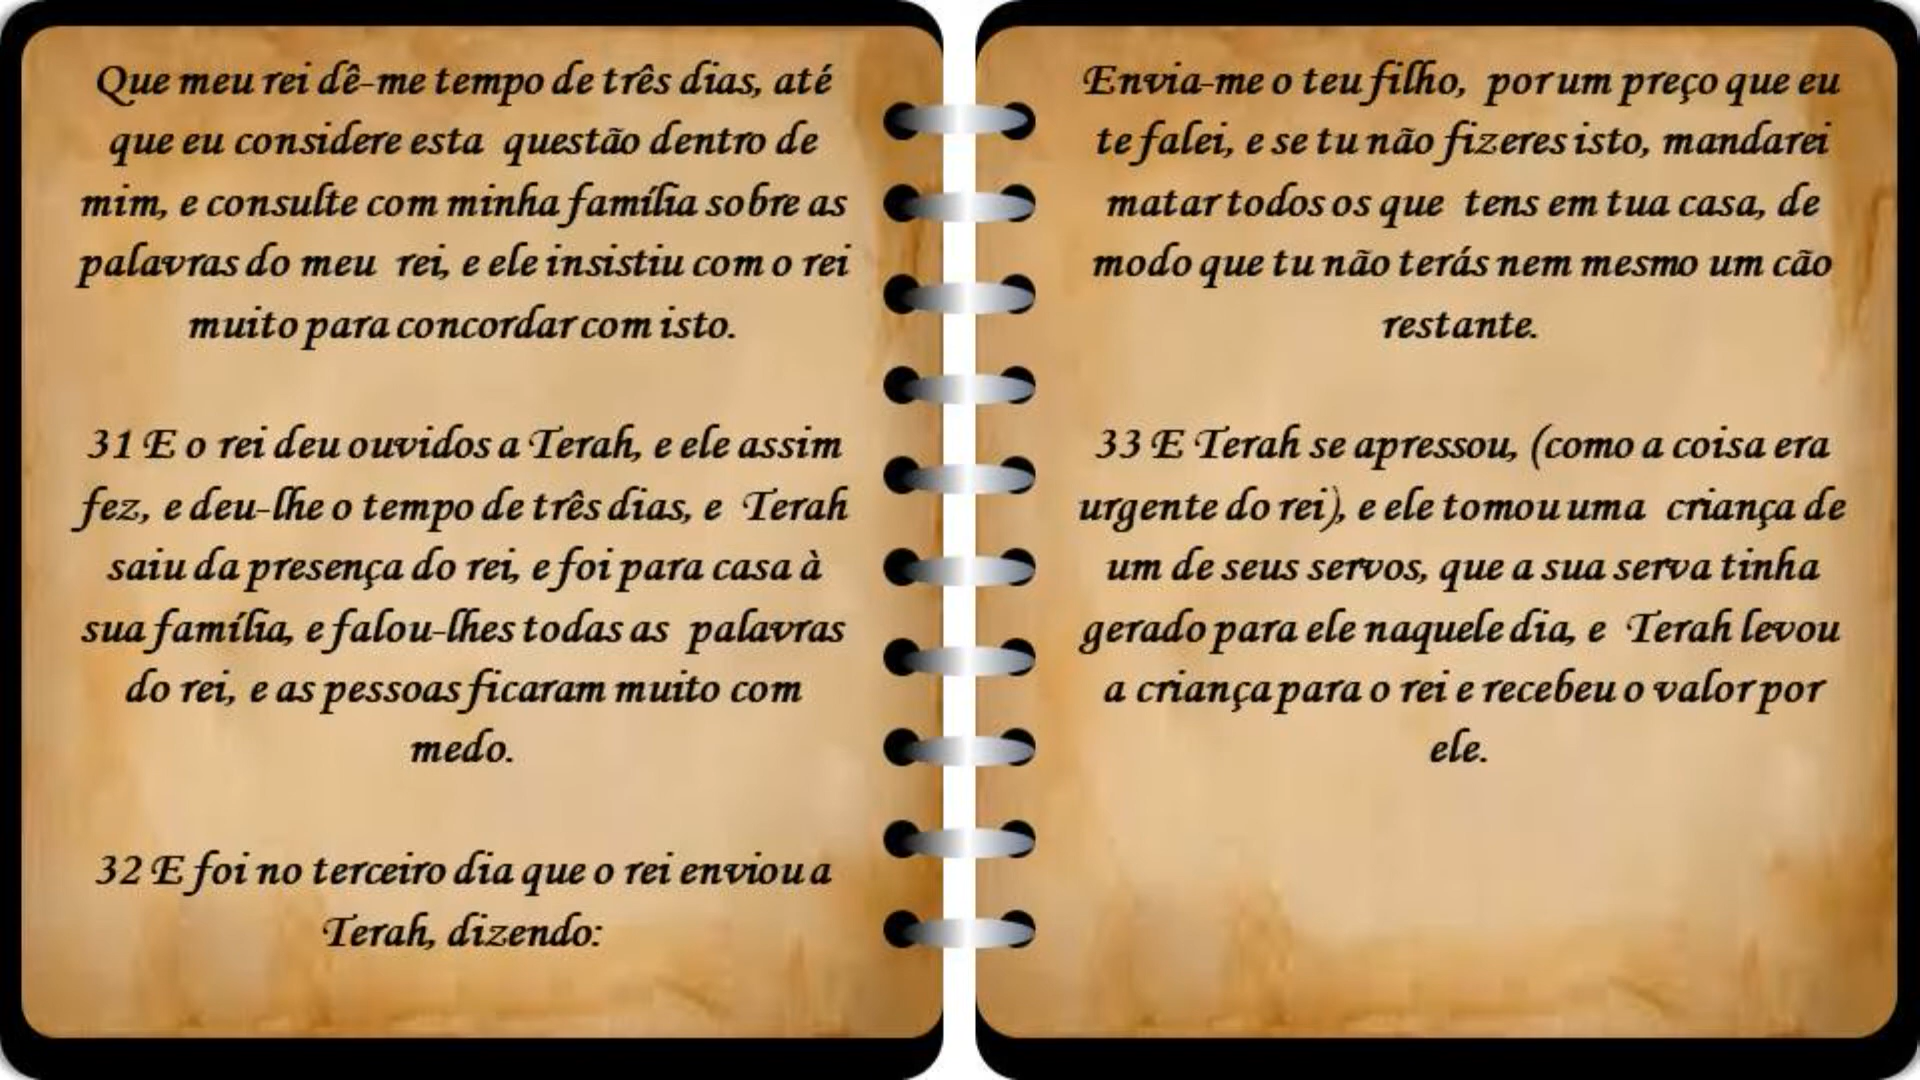 Que meu rei dê-me tempo de três dias, até
que eu considere esta questão dentro de
mim, e consulte com minha família sobre as
palavras do meu rei, e ele insistiu com o rei
muito para concordar com isto.
31 E o rei deu ouvidos a Terah, e ele assim
fez, e deu-lhe o tempo de três dias, e Terah
saiu da presença do rei, e foi para casa à
sua família, e falou-lhes todas as palavras
do rei, e as pessoas ficaram muito com
medo.
32 E foi no terceiro dia que o rei enviou a
Terah, dizendo:
Envia-me o teu filho, por um preço que eu
te falei, e se tu não fizeres isto, mandarei
matar todos os que tens em tua casa, de
modo que tu não terás nem mesmo um cão
restante.
33 E Terah se apressou, (como a coisa era
urgente do rei), e ele tomou uma criança de
um de seus servos, que a sua serva tinha
gerado para ele naquele dia, e Terah levou
a criança para o rei e recebeu o valor por
ele.